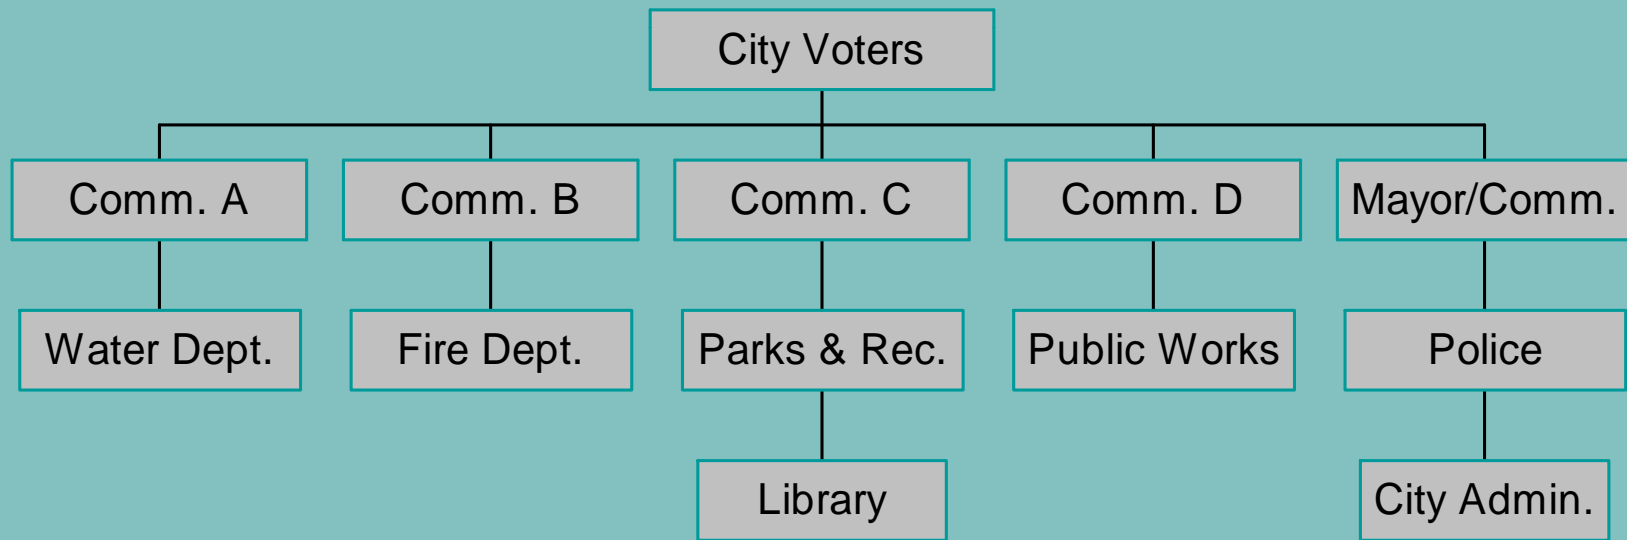 City Voters
Comm. A
Comm. B
Comm. C
Comm. D
Mayor/Comm.
Water Dept.
Fire Dept.
Parks & Rec.
Public Works
Police
Library
City Admin.